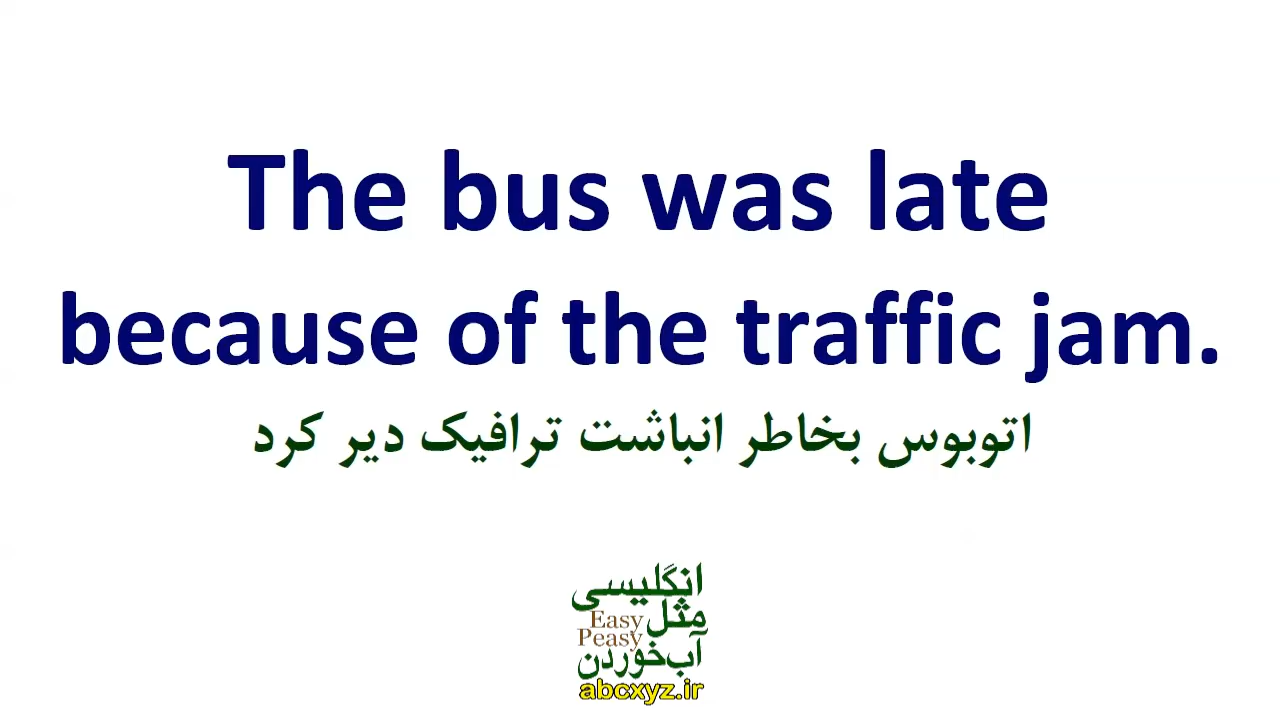 The bus was late
because of the traffic jam.
اتوبوس بخاطر انباشت ترافیک دیر کرد
انگلیسی
مثل Easy
Peasy
آب‌خوردن
abcxyz.ir